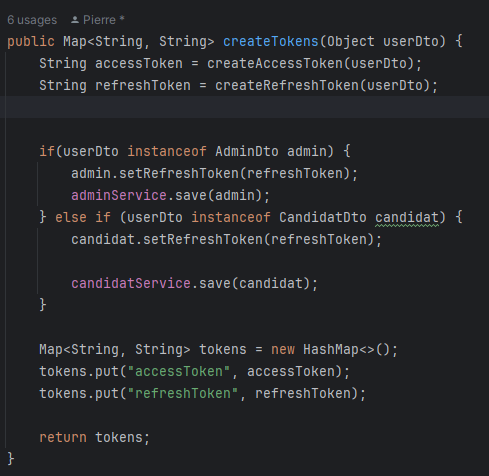 6 usages Pierre *
public Map<String, String> createTokens(Object userDto) {
    String accessToken = createAccessToken(userDto);
    String refreshToken = createRefreshToken(userDto);
    if(userDto instanceof AdminDto admin) {
        admin.setRefreshToken(refreshToken);
        adminService.save(admin);
    } else if (userDto instanceof CandidatDto candidat) {
        candidat.setRefreshToken(refreshToken);
        candidatService.save(candidat);
    }
    Map<String, String> tokens = new HashMap<>();
    tokens.put("accessToken", accessToken);
    tokens.put("refreshToken", refreshToken);
    return tokens;
}